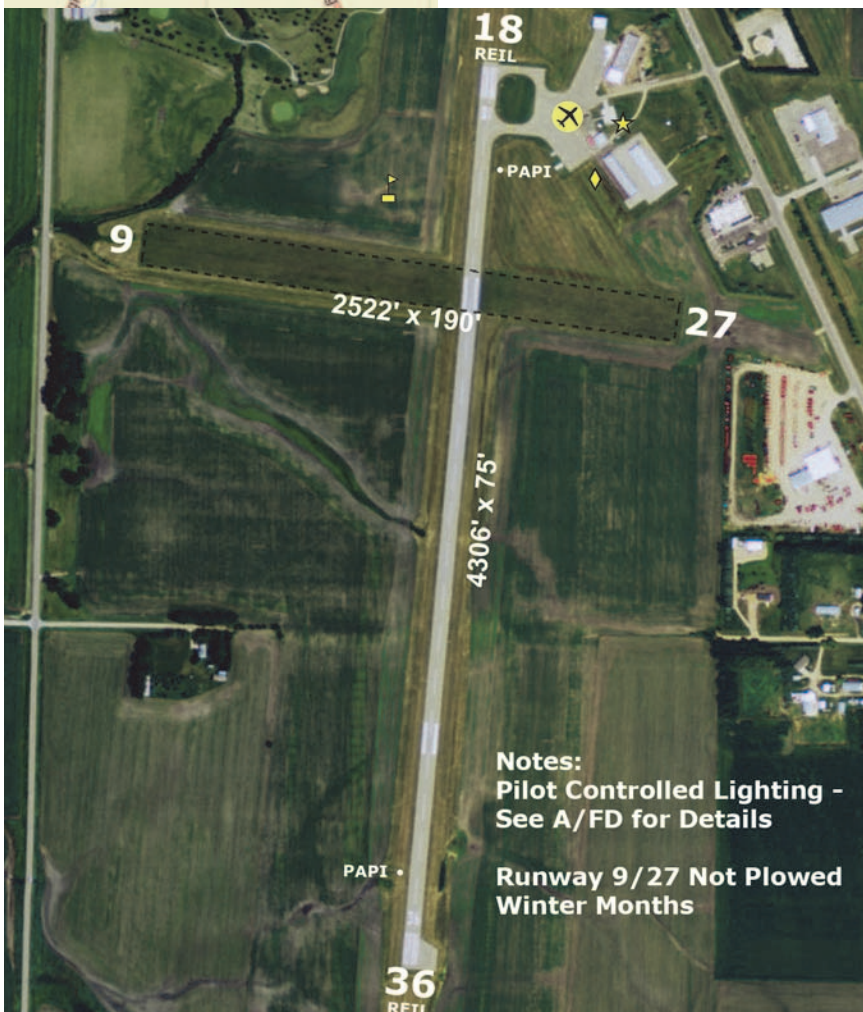 18
REIL
PAPI
9
2522' x 190'
27
4306' x 75'
Notes:
Pilot Controlled Lighting -
See A/FD for Details
Runway 9/27 Not Plowed
Winter Months
PAPI
36
REIL